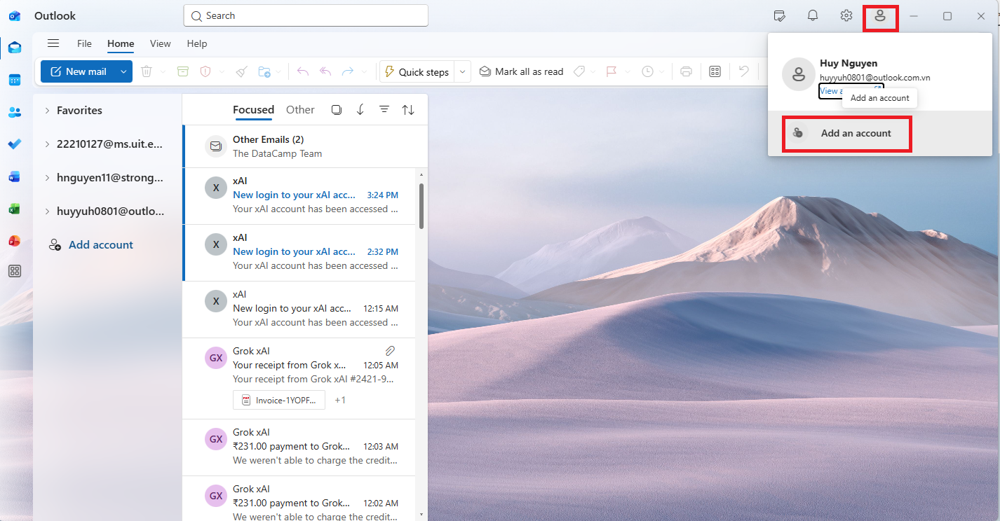 Outlook
Search
File Home View Help
New mail
Quick steps
Mark all as read
Huy Nguyen
huyyuh0801@outlook.com.vn
View a
Add an account
Add an account
Favorites
22210127@ms.uit.e...
hnguyen11@strong...
huyyuh0801@outlo...
Add account
Focused Other
Other Emails (2)
The DataCamp Team
X
xAI
New login to your xAI acc... 3:24 PM
Your xAI account has been accessed ...
X
xAI
New login to your xAI acc... 2:32 PM
Your xAI account has been accessed ...
X
xAI
New login to your xAI acc... 12:15 AM
Your xAI account has been accessed ...
GX
Grok xAI
Your receipt from Grok x... 12:05 AM
Your receipt from Grok xAI #2421-9...
Invoice-1YOPF... +1
GX
Grok xAI
₹231.00 payment to Grok... 12:03 AM
We weren't able to charge the credit...
GX
Grok xAI
₹231.00 payment to Grok... 12:02 AM
We weren't able to charge the credit...